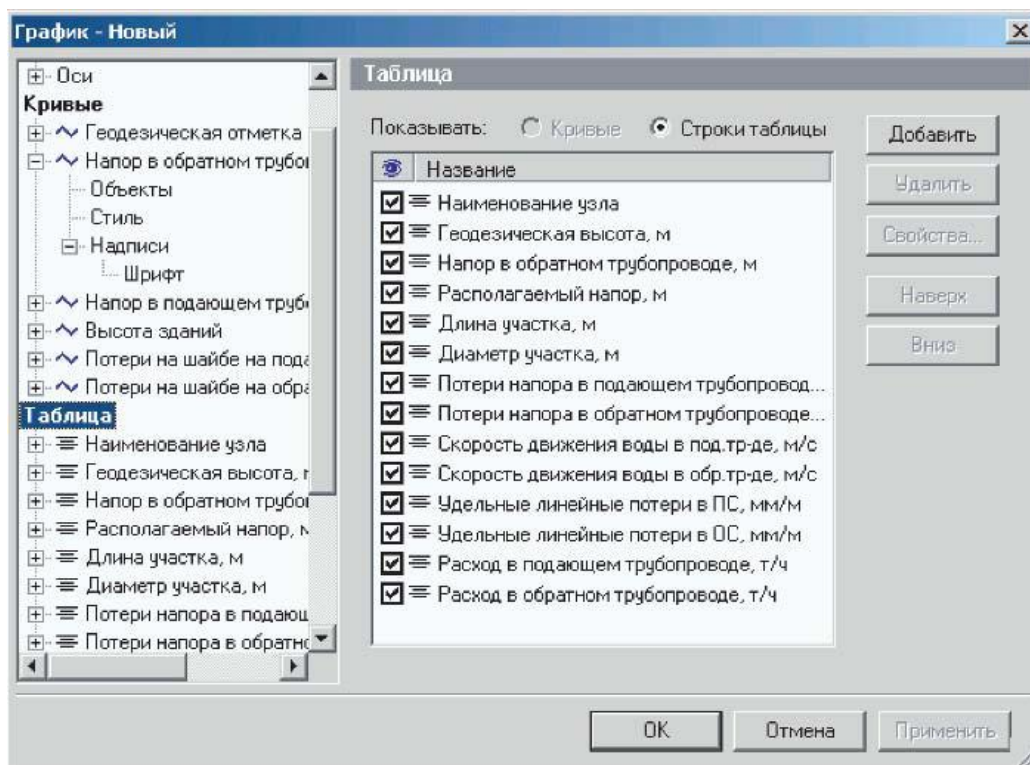 График - Новый
Оси
Кривые
Геодезическая отметка
Напор в обратном трубо
Объекты
Стиль
Надписи
Шрифт
Напор в подающем труб
Высота зданий
Потери на шайбе на пода
Потери на шайбе на обра
Таблица
Наименование узла
Геодезическая высота,
Напор в обратном трубо
Располагаемый напор, м
Длина участка, м
Диаметр участка, м
Потери напора в подающ
Потери напора в обратно
Таблица
Показывать: Кривые Строки таблицы
Название
Наименование узла
Геодезическая высота, м
Напор в обратном трубопроводе, м
Располагаемый напор, м
Длина участка, м
Диаметр участка, м
Потери напора в подающем трубопровод...
Потери напора в обратном трубопроводе...
Скорость движения воды в под.тр-де, м/с
Скорость движения воды в обр.тр-де, м/с
Удельные линейные потери в ПС, мм/м
Удельные линейные потери в ОС, мм/м
Расход в подающем трубопроводе, т/ч
Расход в обратном трубопроводе, т/ч
Добавить
Удалить
Свойства...
Наверх
Вниз
OK
Отмена
Применить